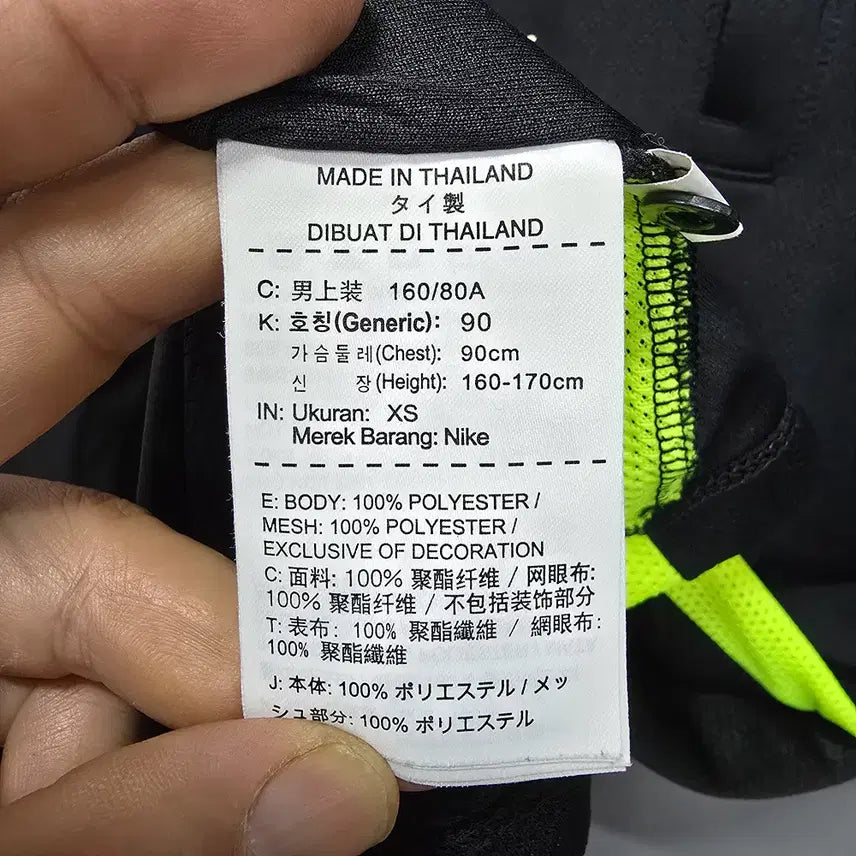 MADE IN THAILAND
タイ製
DIBUAT DI THAILAND
C: 男上装 160/80A
K: 호칭(Generic): 90
가슴둘레(Chest): 90cm
신 장(Height): 160-170cm
IN: Ukuran: XS
Merek Barang: Nike
E: BODY: 100% POLYESTER /
MESH: 100% POLYESTER /
EXCLUSIVE OF DECORATION
C: 面料: 100% 聚酯纤维 / 网眼布:
100% 聚酯纤维 / 不包括装饰部分
T: 表布: 100% 聚酯纖維 / 網眼布:
100% 聚酯纖維
J: 本体: 100% ポリエステル / メッ
シュ部分: 100% ポリエステル